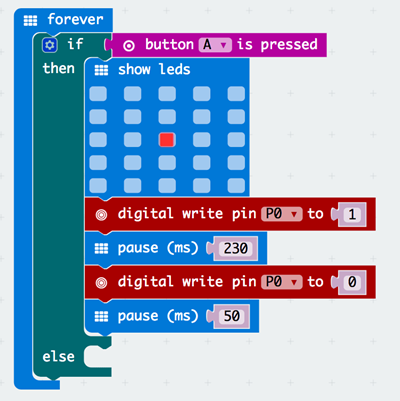 forever
if button A is pressed
then show leds
digital write pin P0 to 1
pause (ms) 230
digital write pin P0 to 0
pause (ms) 50
else